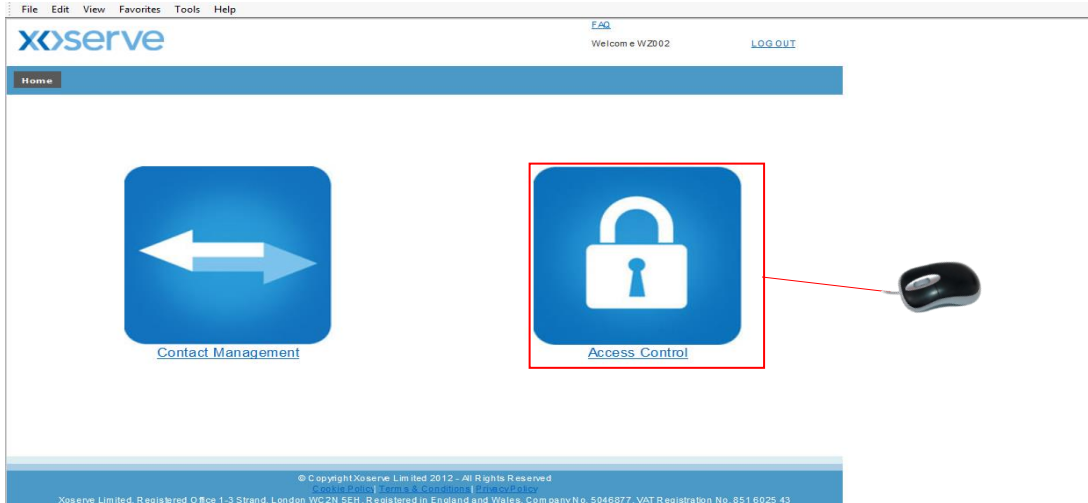 File Edit View Favorites Tools Help
FAQ
xoserve
Welcome WZ002 LOG OUT
Home
Contact Management Access Control
© Copyright Xoserve Limited 2012 - All Rights Reserved
Cookie Policy| Terms & Conditions| Privacy Policy
Xoserve Limited, Registered Office 1-3 Strand, London WC2N 5EH. Registered in England and Wales. Company No. 5046877. VAT Registration No. 851 6025 43